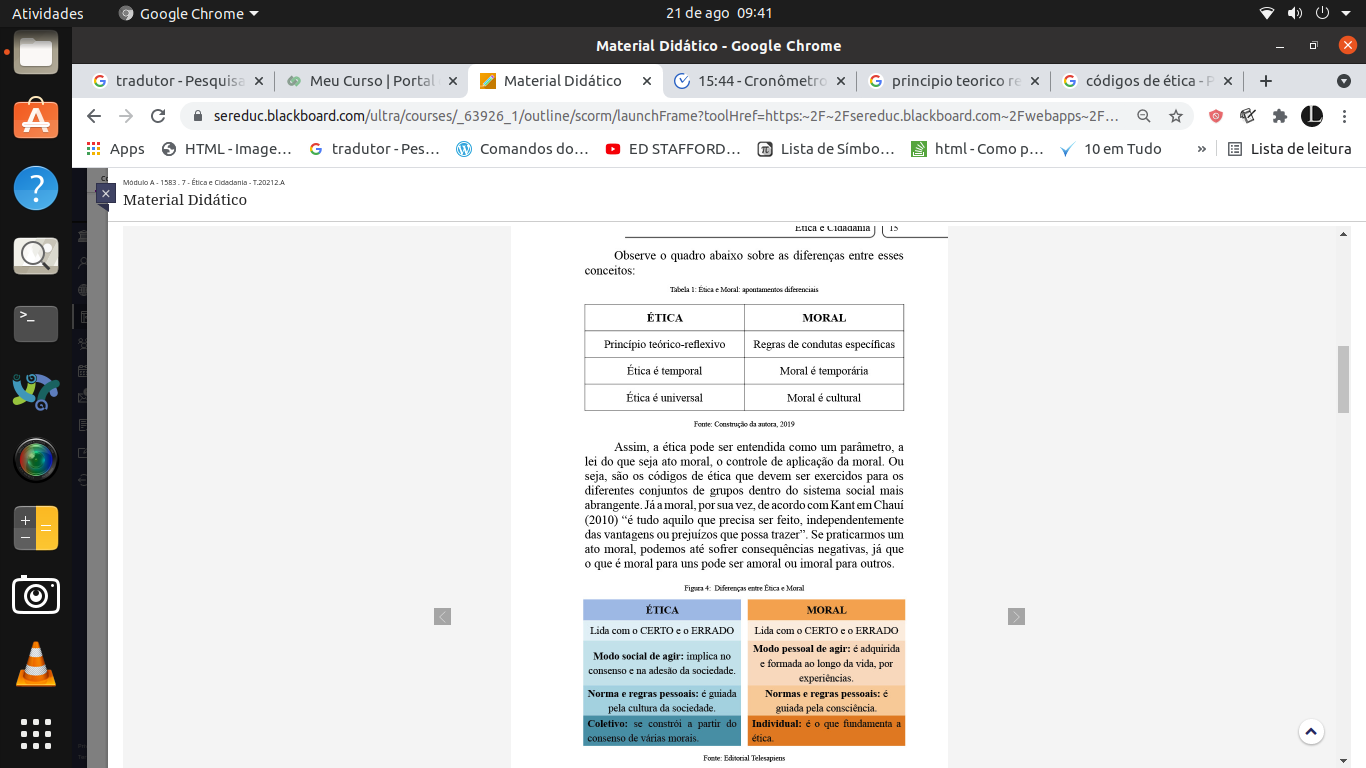 Atividades
Google Chrome
21 de ago 09:41
Material Didático - Google Chrome
tradutor - Pesquisa
Meu Curso | Portal
Material Didático
15:44 - Cronômetro
principio teorico re
códigos de ética - P
sereduc.blackboard.com/ultra/courses/_63926_1/outline/scorm/launchFrame?toolHref=https:~2F~2Fsereduc.blackboard.com~2Fwebapps~2F…
Apps
HTML - Image…
tradutor - Pes…
Comandos do…
ED STAFFORD…
Lista de Símbo…
html - Como p…
10 em Tudo
»
Lista de leitura
Módulo A - 1583 . 7 - Ética e Cidadania - T.20212.A
Material Didático
Ética e Cidadania 15
Observe o quadro abaixo sobre as diferenças entre esses
conceitos:
Tabela 1: Ética e Moral: apontamentos diferenciais
ÉTICA MORAL
Princípio teórico-reflexivo Regras de condutas específicas
Ética é temporal Moral é temporária
Ética é universal Moral é cultural
Fonte: Construção da autora, 2019
Assim, a ética pode ser entendida como um parâmetro, a
lei do que seja ato moral, o controle de aplicação da moral. Ou
seja, são os códigos de ética que devem ser exercidos para os
diferentes conjuntos de grupos dentro do sistema social mais
abrangente. Já a moral, por sua vez, de acordo com Kant em Chauí
(2010) “é tudo aquilo que precisa ser feito, independentemente
das vantagens ou prejuízos que possa trazer”. Se praticarmos um
ato moral, podemos até sofrer consequências negativas, já que
o que é moral para uns pode ser amoral ou imoral para outros.
Figura 4: Diferenças entre Ética e Moral
ÉTICA
Lida com o CERTO e o ERRADO
Modo social de agir: implica no
consenso e na adesão da sociedade.
Norma e regras pessoais: é guiada
pela cultura da sociedade.
Coletivo: se constrói a partir do
consenso de várias morais.
MORAL
Lida com o CERTO e o ERRADO
Modo pessoal de agir: é adquirida
e formada ao longo da vida, por
experiências.
Normas e regras pessoais: é
guiada pela consciência.
Individual: é o que fundamenta a
ética.
Fonte: Editorial Telesapiens